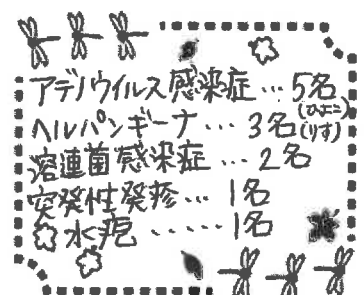 アデノウイルス感染症…5名
(ひよこ)
ヘルパンギーナ…3名(りす)
溶連菌感染症…2名
突発性発疹…1名
水疱……1名